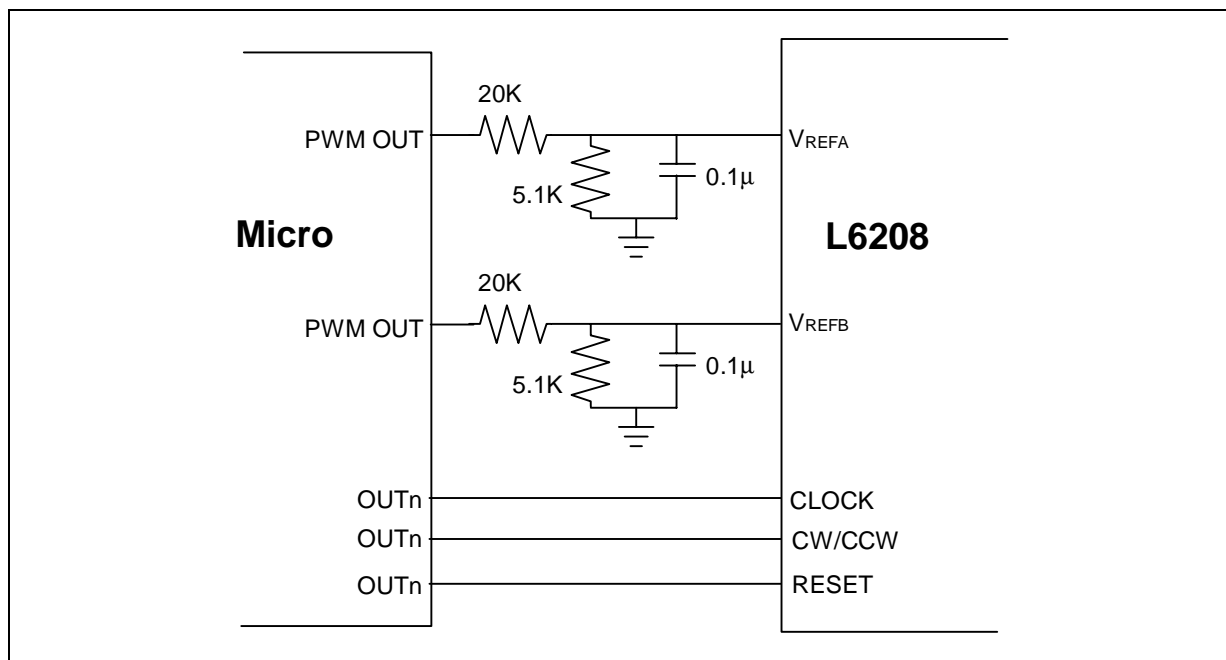 20K
PWM OUT
VREFA
5.1K
0.1μ
Micro
L6208
20K
PWM OUT
VREFB
5.1K
0.1μ
OUTn
CLOCK
OUTn
CW/CCW
OUTn
RESET